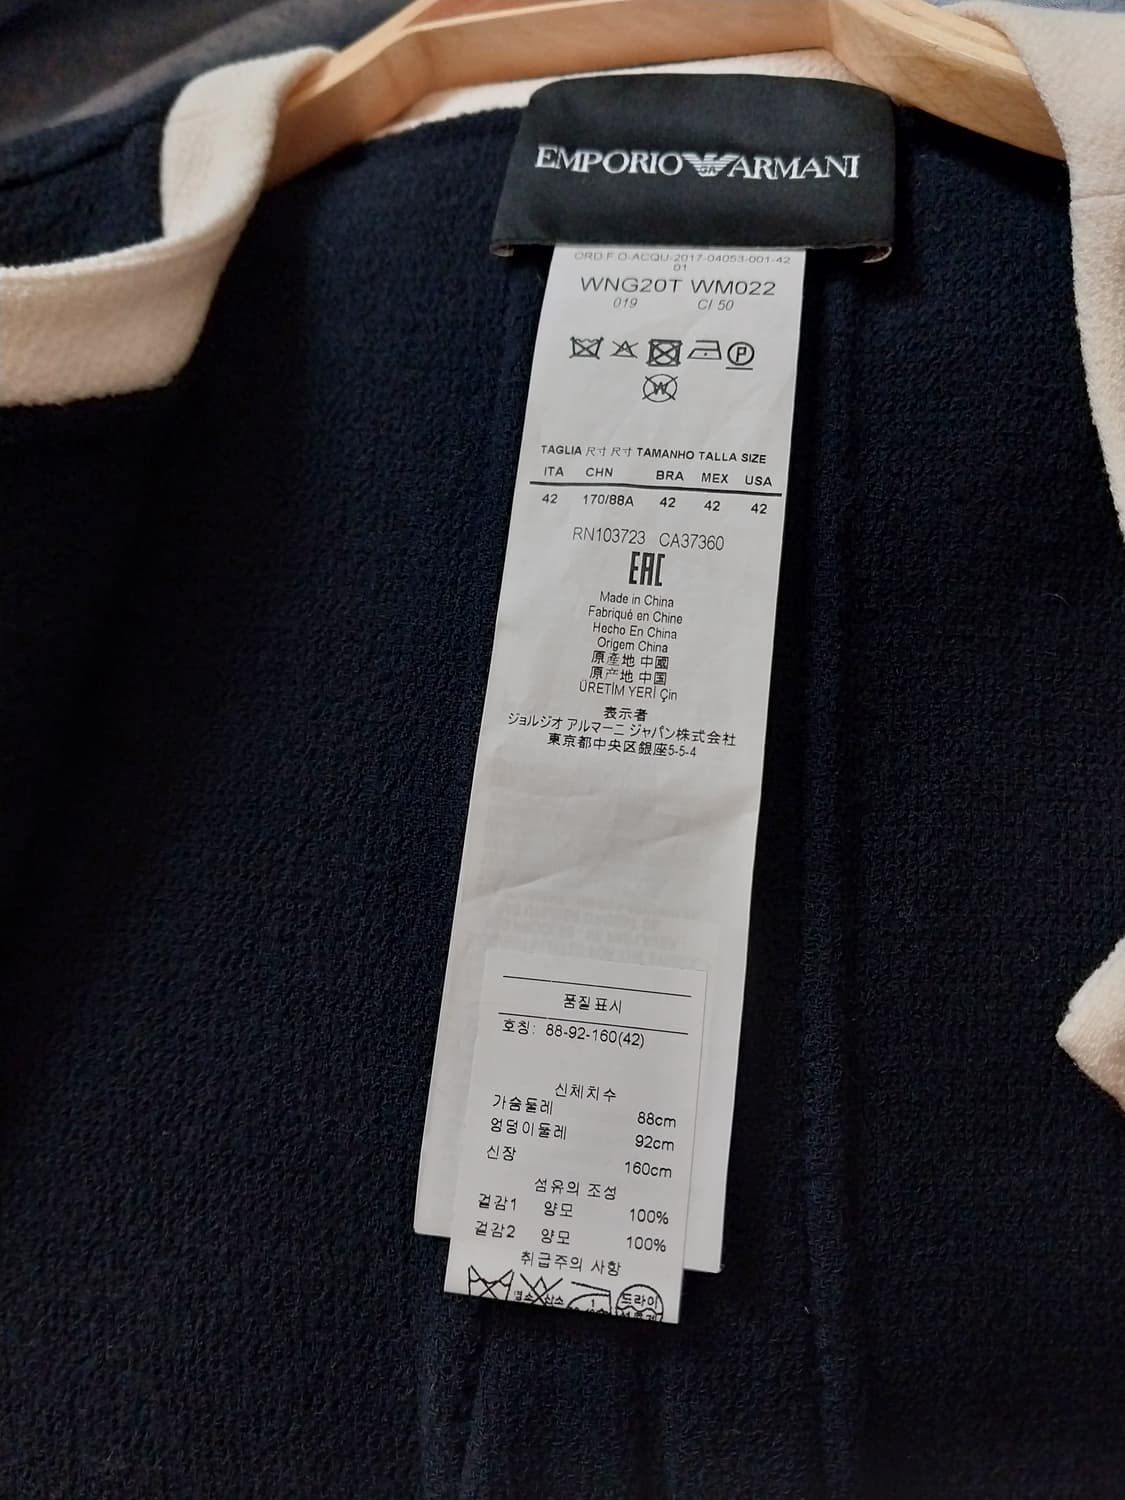 EMPORIO ARMANI
ORD.F.O-ACQU-2017-04053-001-42
01
WNG20T WM022
019 C/ 50
P
W
TAGLIA 尺寸 尺寸 TAMANHO TALLA SIZE
ITA CHN BRA MEX USA
42 170/88A 42 42 42
RN103723 CA37360
EAC
Made in China
Fabriqué en Chine
Hecho En China
Origem China
原產地 中國
原产地 中国
ÜRETİM YERİ Çin
表示者
ジョルジオ アルマーニ ジャパン株式会社
東京都中央区銀座5-5-4
품질표시
호칭: 88-92-160(42)
신체치수
가슴둘레 88cm
엉덩이둘레 92cm
신장 160cm
섬유의 조성
겉감1 양모 100%
겉감2 양모 100%
취급주의 사항
드라이